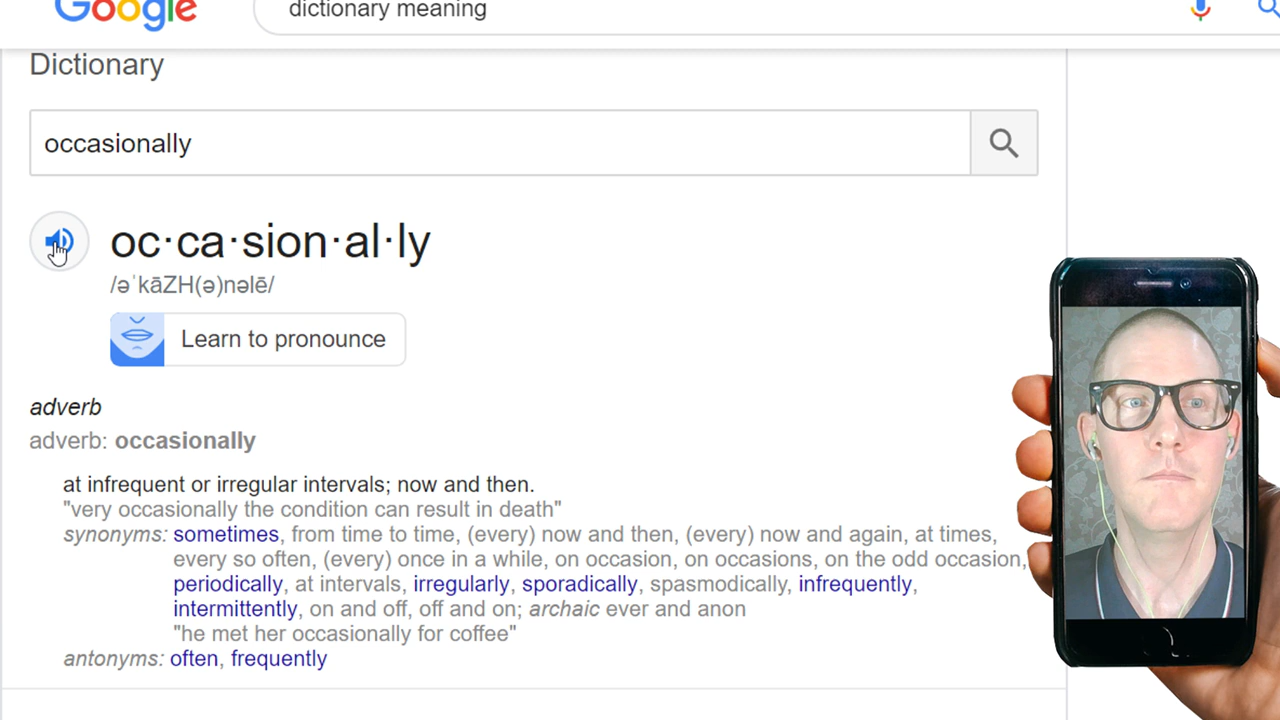 Google
dictionary meaning
Dictionary
occasionally
oc·ca·sion·al·ly
/əˈkāZH(ə)nəlē/
Learn to pronounce
adverb
adverb: occasionally
at infrequent or irregular intervals; now and then.
"very occasionally the condition can result in death"
synonyms: sometimes, from time to time, (every) now and then, (every) now and again, at times,
every so often, (every) once in a while, on occasion, on occasions, on the odd occasion,
periodically, at intervals, irregularly, sporadically, spasmodically, infrequently,
intermittently, on and off, off and on; archaic ever and anon
"he met her occasionally for coffee"
antonyms: often, frequently